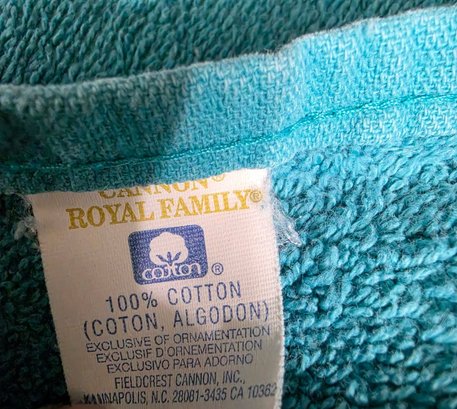 CANNON®
ROYAL FAMILY®
cotton ®
100% COTTON
(COTON, ALGODON)
EXCLUSIVE OF ORNAMENTATION
EXCLUSIF D'ORNEMENTATION
EXCLUSIVO PARA ADORNO
FIELDCREST CANNON, INC.,
KANNAPOLIS, N.C. 28081-3435 CA 10362